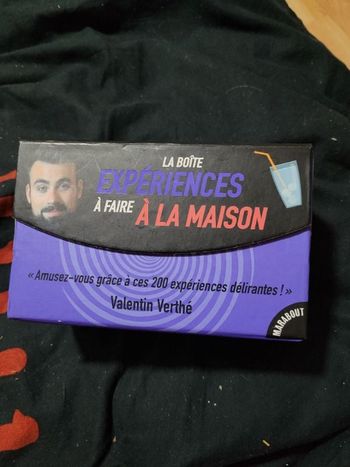 LA BOÎTE
EXPÉRIENCES
À FAIRE À LA MAISON
« Amusez-vous grâce à ces 200 expériences délirantes ! »
Valentin Verthé
MARABOUT